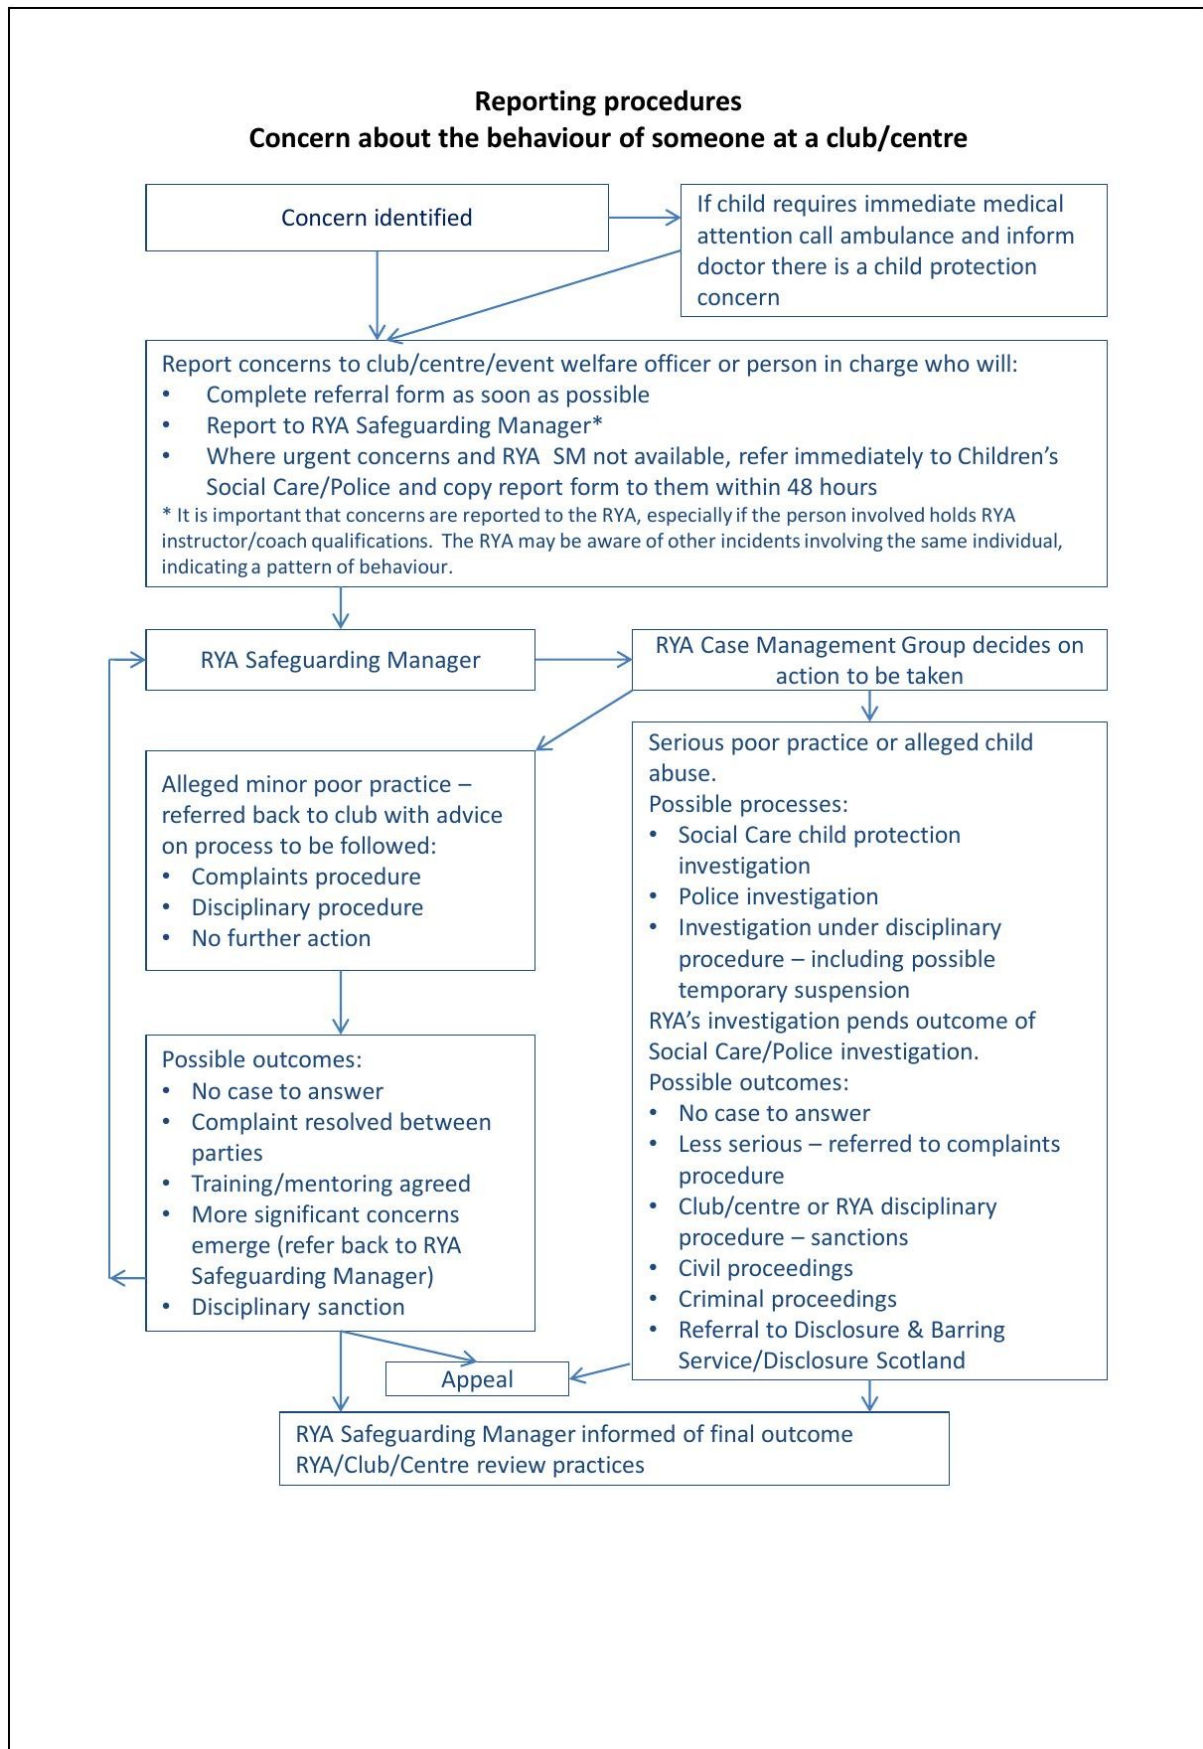 Reporting procedures
Concern about the behaviour of someone at a club/centre
Concern identified
If child requires immediate medical
attention call ambulance and inform
doctor there is a child protection
concern
Report concerns to club/centre/event welfare officer or person in charge who will:
• Complete referral form as soon as possible
• Report to RYA Safeguarding Manager*
• Where urgent concerns and RYA SM not available, refer immediately to Children's
Social Care/Police and copy report form to them within 48 hours
* It is important that concerns are reported to the RYA, especially if the person involved holds RYA
instructor/coach qualifications. The RYA may be aware of other incidents involving the same individual,
indicating a pattern of behaviour.
RYA Safeguarding Manager
RYA Case Management Group decides on
action to be taken
Alleged minor poor practice –
referred back to club with advice
on process to be followed:
• Complaints procedure
• Disciplinary procedure
• No further action
Possible outcomes:
• No case to answer
• Complaint resolved between
parties
• Training/mentoring agreed
• More significant concerns
emerge (refer back to RYA
Safeguarding Manager)
• Disciplinary sanction
Serious poor practice or alleged child
abuse.
Possible processes:
• Social Care child protection
investigation
• Police investigation
• Investigation under disciplinary
procedure – including possible
temporary suspension
RYA's investigation pends outcome of
Social Care/Police investigation.
Possible outcomes:
• No case to answer
• Less serious – referred to complaints
procedure
• Club/centre or RYA disciplinary
procedure – sanctions
• Civil proceedings
• Criminal proceedings
• Referral to Disclosure & Barring
Service/Disclosure Scotland
Appeal
RYA Safeguarding Manager informed of final outcome
RYA/Club/Centre review practices